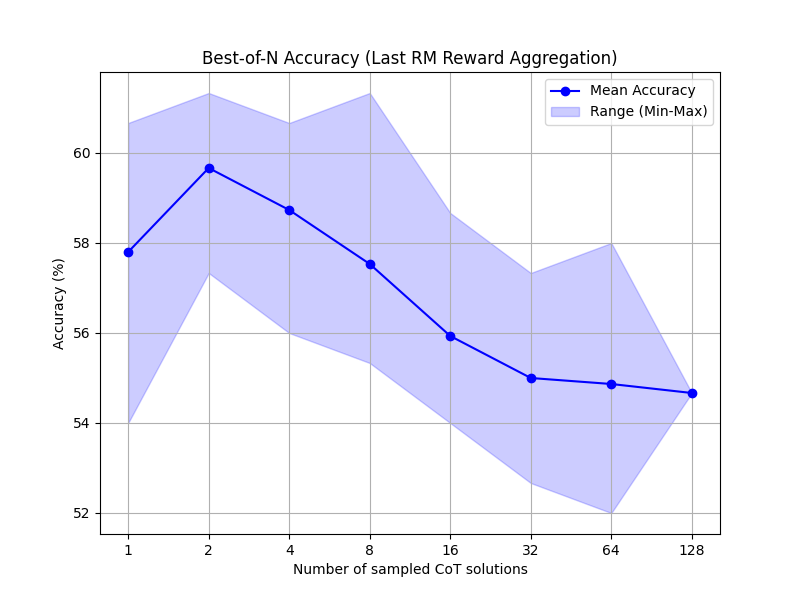 Best-of-N Accuracy (Last RM Reward Aggregation)
Mean Accuracy
Range (Min-Max)
Accuracy (%)
60
58
56
54
52
1 2 4 8 16 32 64 128
Number of sampled CoT solutions